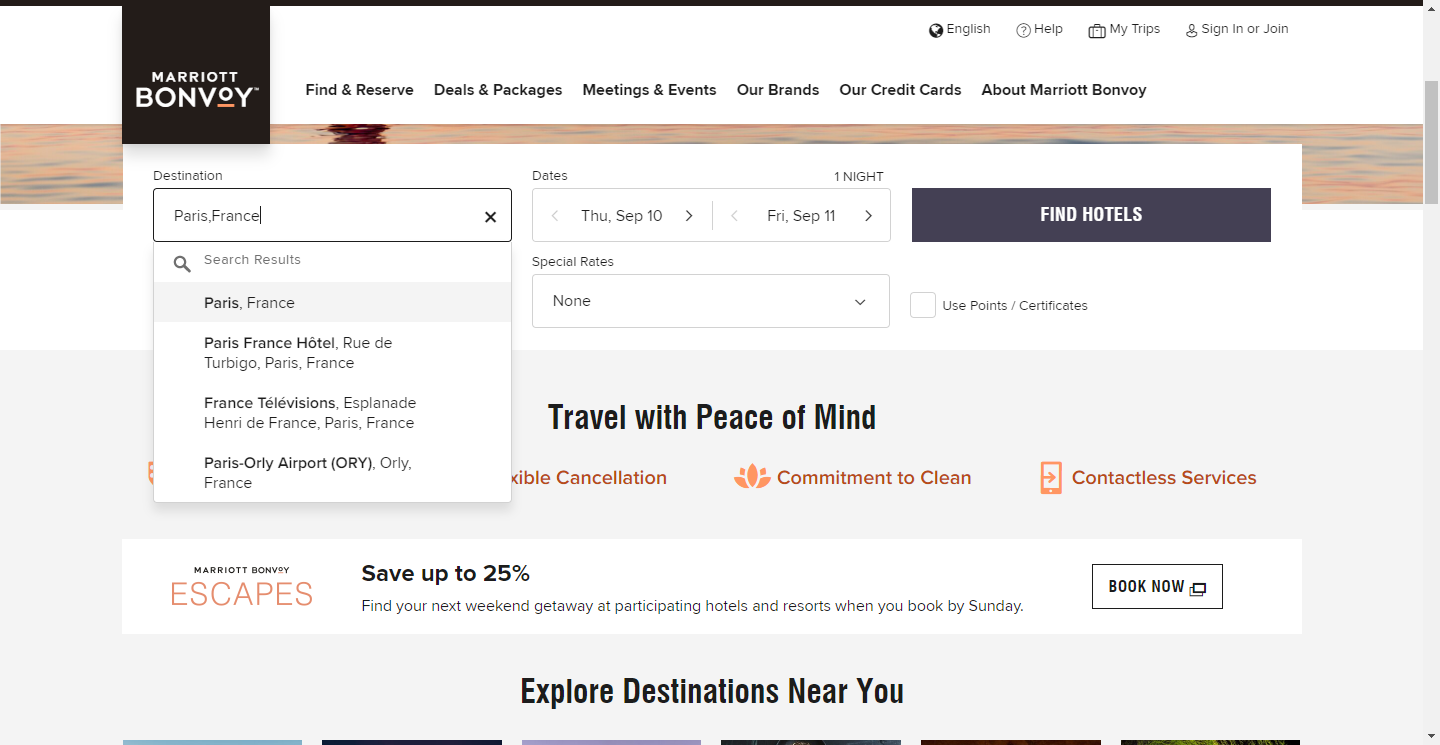 English
Help
My Trips
Sign In or Join
MARRIOTT
BONVOY™
Find & Reserve
Deals & Packages
Meetings & Events
Our Brands
Our Credit Cards
About Marriott Bonvoy
Destination
Dates
1 NIGHT
Paris,France
Thu, Sep 10
Fri, Sep 11
FIND HOTELS
Search Results
Paris, France
Paris France Hôtel, Rue de
Turbigo, Paris, France
France Télévisions, Esplanade
Henri de France, Paris, France
Paris-Orly Airport (ORY), Orly,
France
Special Rates
None
Use Points / Certificates
Travel with Peace of Mind
xible Cancellation
Commitment to Clean
Contactless Services
MARRIOTT BONVOY
ESCAPES
Save up to 25%
Find your next weekend getaway at participating hotels and resorts when you book by Sunday.
BOOK NOW
Explore Destinations Near You